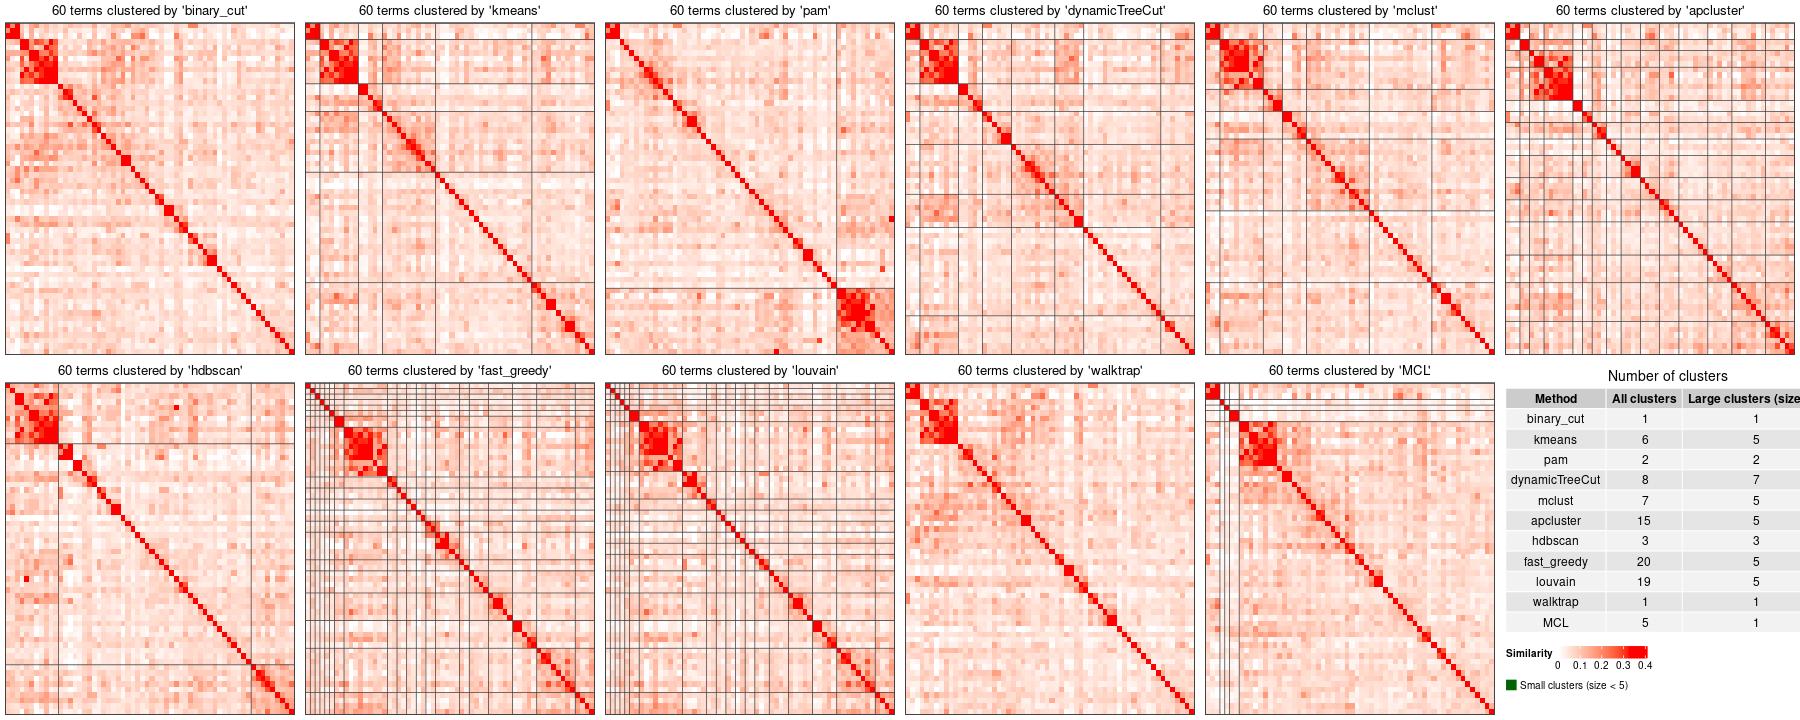 60 terms clustered by 'binary_cut'
60 terms clustered by 'kmeans'
60 terms clustered by 'pam'
60 terms clustered by 'dynamicTreeCut'
60 terms clustered by 'mclust'
60 terms clustered by 'apcluster'
60 terms clustered by 'hdbscan'
60 terms clustered by 'fast_greedy'
60 terms clustered by 'louvain'
60 terms clustered by 'walktrap'
60 terms clustered by 'MCL'
Number of clusters
Method All clusters Large clusters (size
binary_cut 1 1
kmeans 6 5
pam 2 2
dynamicTreeCut 8 7
mclust 7 5
apcluster 15 5
hdbscan 3 3
fast_greedy 20 5
louvain 19 5
walktrap 1 1
MCL 5 1
Similarity
0 0.1 0.2 0.3 0.4
Small clusters (size < 5)